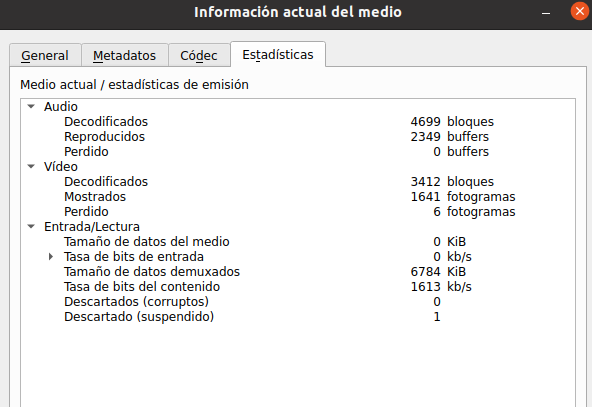 Información actual del medio
General Metadatos Códec Estadísticas
Medio actual / estadísticas de emisión
Audio
Decodificados 4699 bloques
Reproducidos 2349 buffers
Perdido 0 buffers
Vídeo
Decodificados 3412 bloques
Mostrados 1641 fotogramas
Perdido 6 fotogramas
Entrada/Lectura
Tamaño de datos del medio 0 KiB
Tasa de bits de entrada 0 kb/s
Tamaño de datos demuxados 6784 KiB
Tasa de bits del contenido 1613 kb/s
Descartados (corruptos) 0
Descartado (suspendido) 1